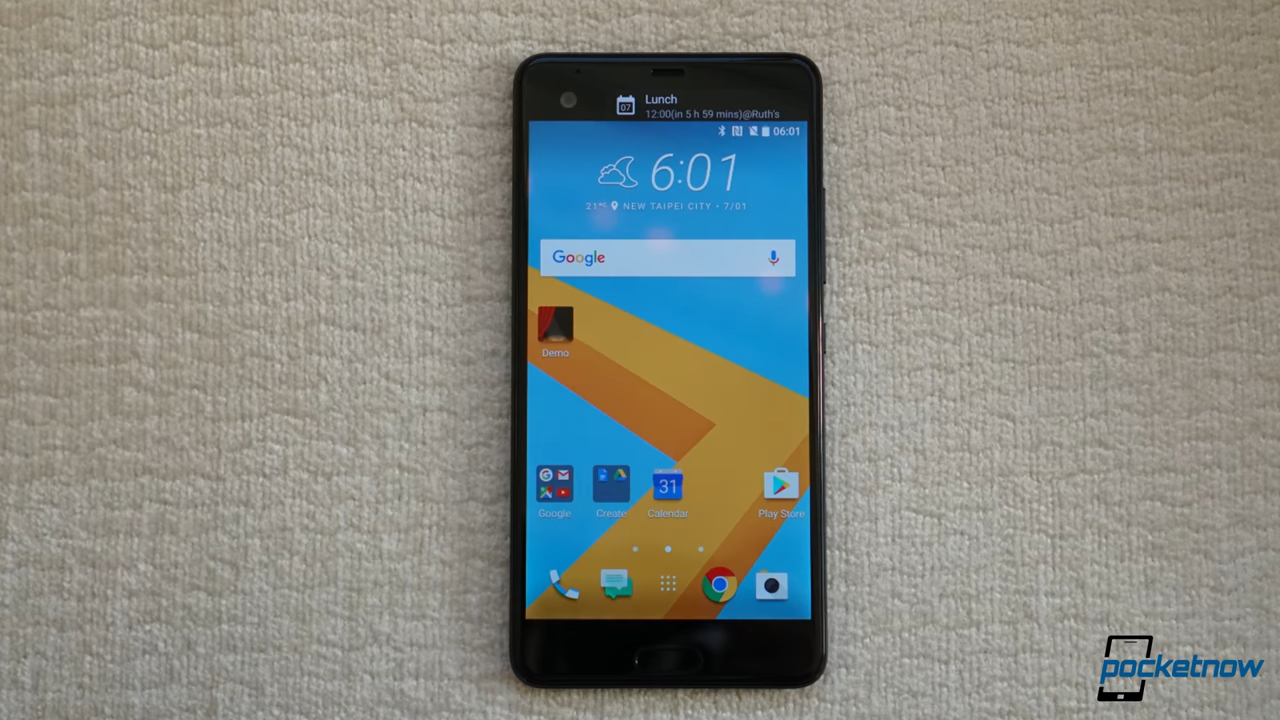 07
Lunch
12:00(in 5 h 59 mins)@Ruth's
06:01
6:01
21°C NEW TAIPEI CITY • 7/01
Google
Demo
31
Google
Create
Calendar
Play Store
pocketnow